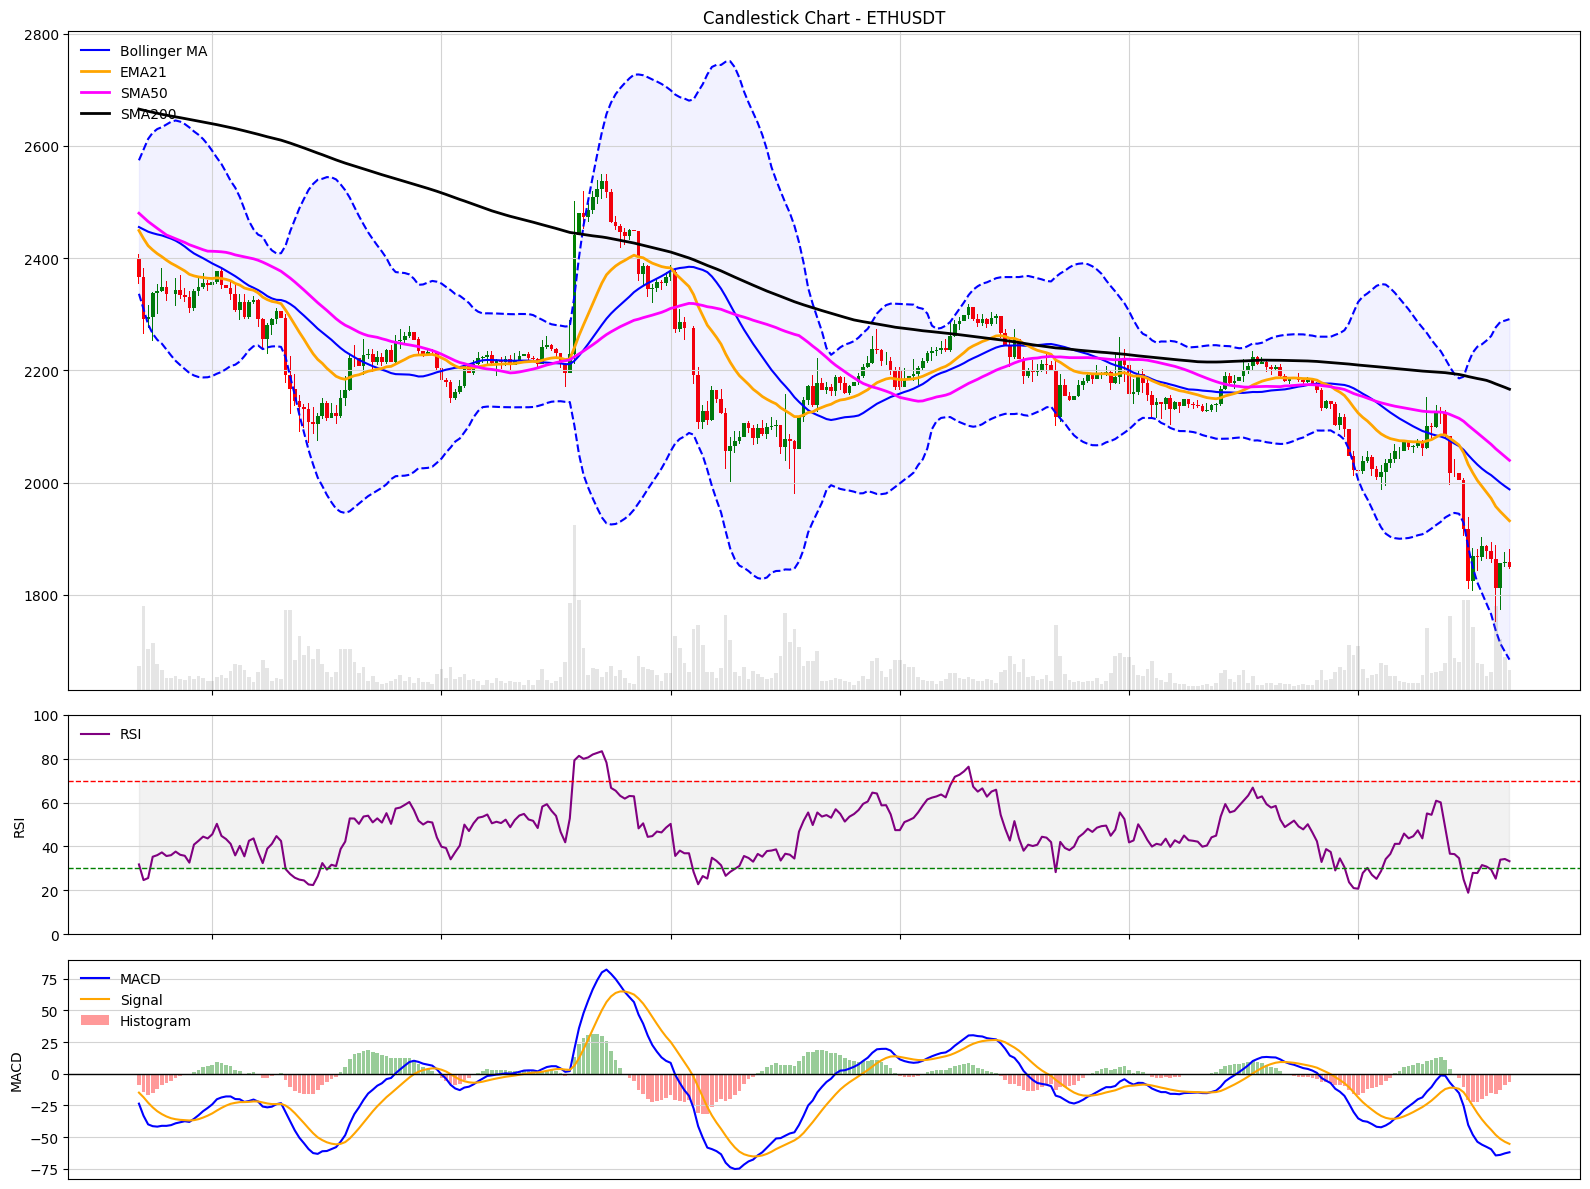 Candlestick Chart - ETHUSDT
2800
2600
2400
2200
2000
1800
Bollinger MA
EMA21
SMA50
SMA200
100
80
60
40
20
0
RSI
RSI
75
50
25
0
−25
−50
−75
MACD
MACD
Signal
Histogram